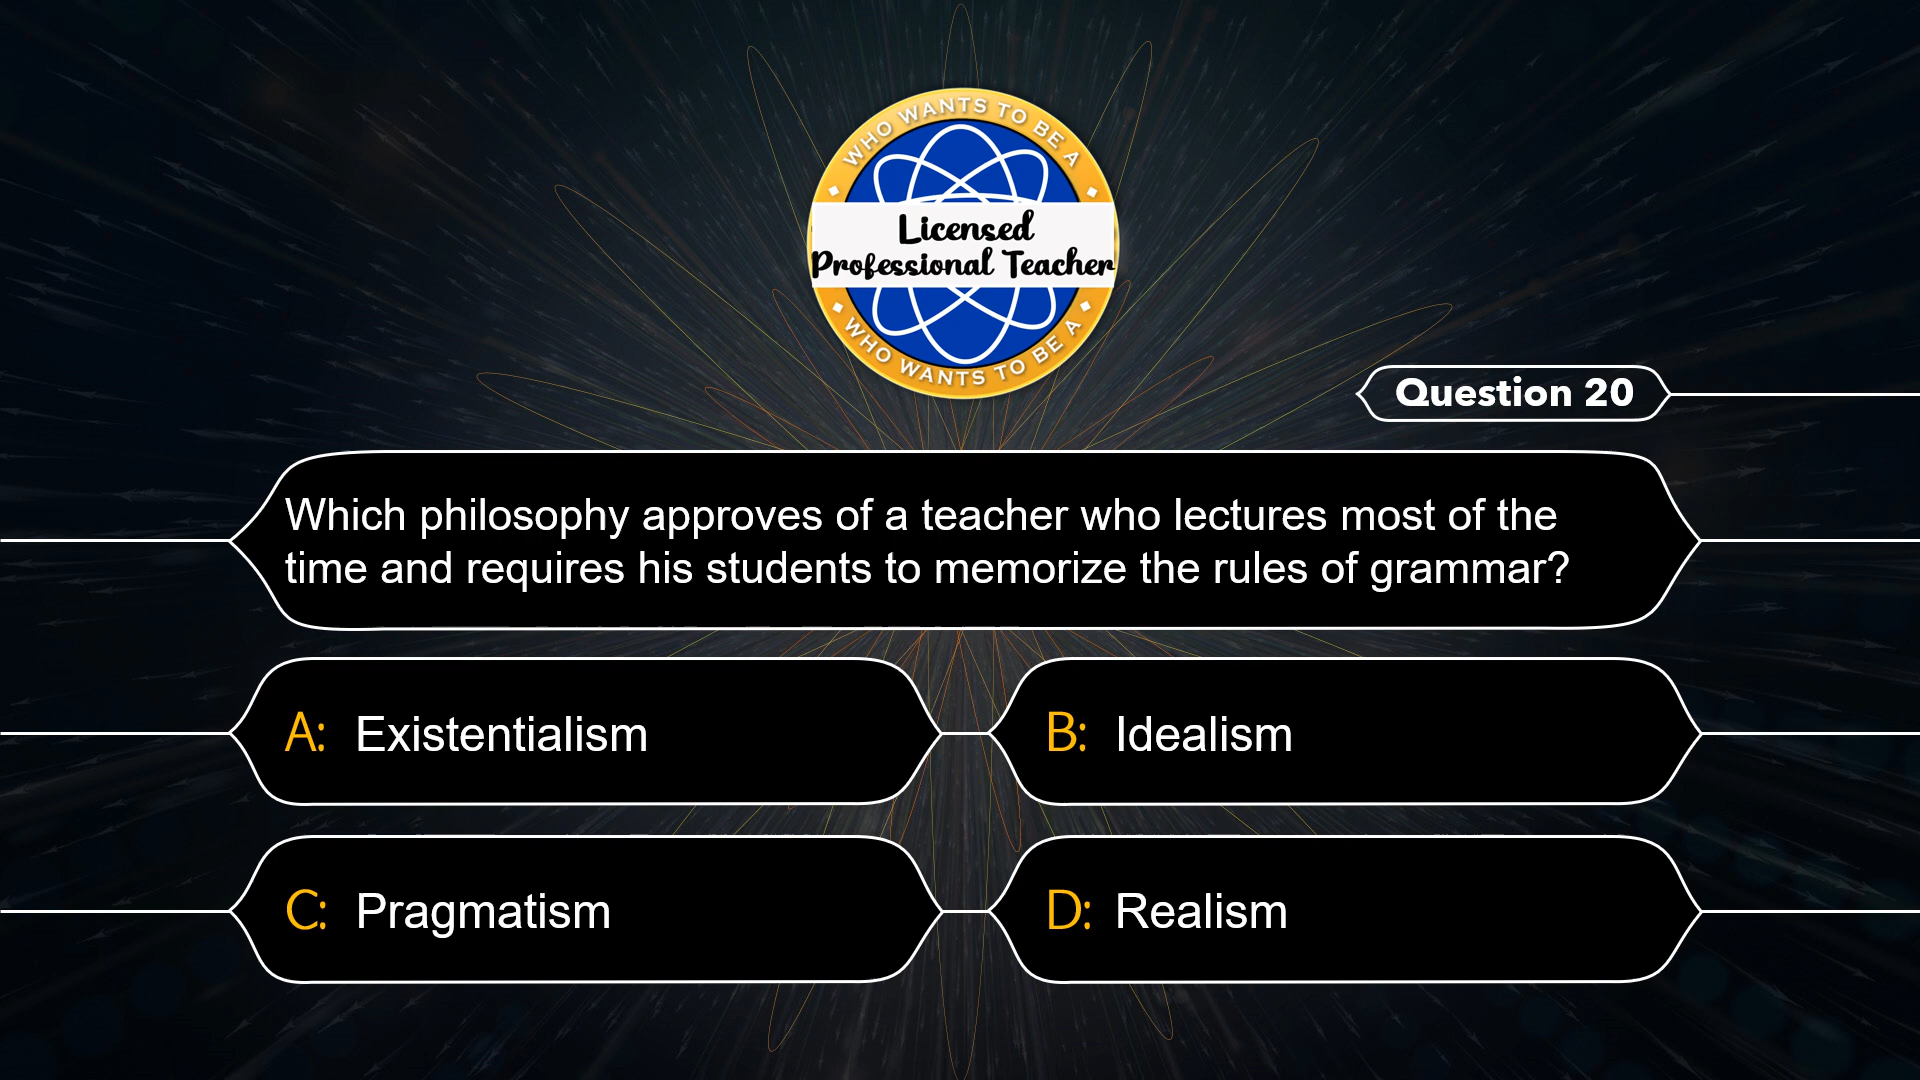 WHO WANTS TO BE A
Licensed
Professional Teacher
WHO WANTS TO BE A
Question 20
Which philosophy approves of a teacher who lectures most of the
time and requires his students to memorize the rules of grammar?
A: Existentialism
B: Idealism
C: Pragmatism
D: Realism